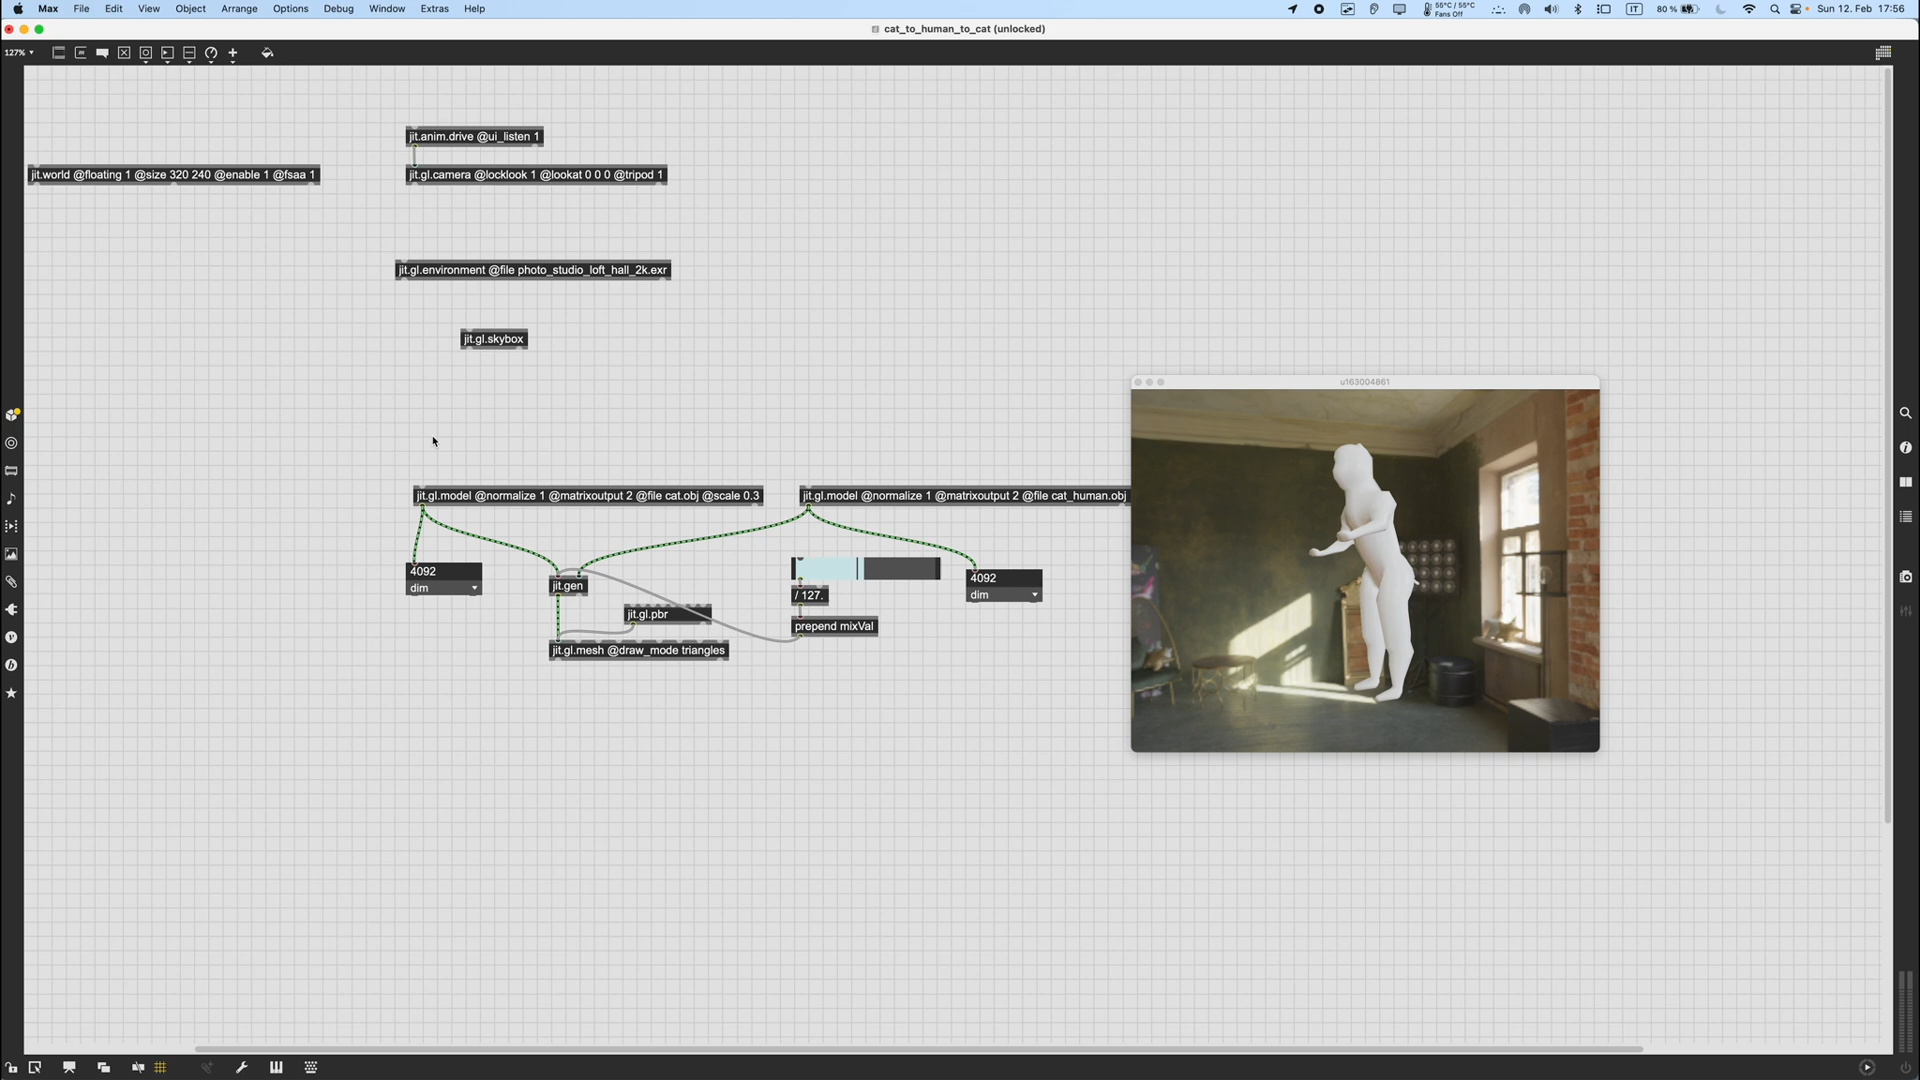 Max File Edit View Object Arrange Options Debug Window Extras Help
55°C / 55°C
Fans Off
IT
80 %
Sun 12. Feb 17:56
cat_to_human_to_cat (unlocked)
127%
jit.anim.drive @ui_listen 1
jit.world @floating 1 @size 320 240 @enable 1 @fsaa 1
jit.gl.camera @locklook 1 @lookat 0 0 0 @tripod 1
jit.gl.environment @file photo_studio_loft_hall_2k.exr
jit.gl.skybox
u163004861
jit.gl.model @normalize 1 @matrixoutput 2 @file cat.obj @scale 0.3
jit.gl.model @normalize 1 @matrixoutput 2 @file cat_human.obj
4092
dim
jit.gen
/ 127.
4092
dim
jit.gl.pbr
prepend mixVal
jit.gl.mesh @draw_mode triangles